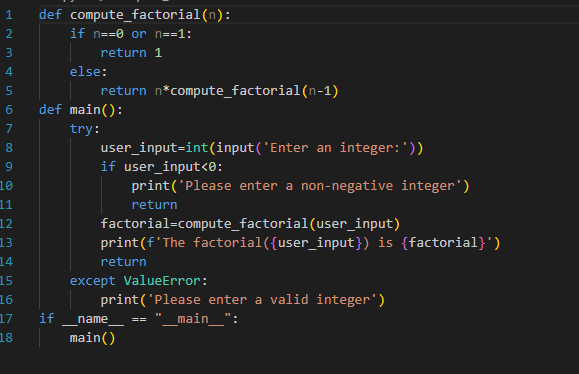 1 def compute_factorial(n):
2     if n==0 or n==1:
3         return 1
4     else:
5         return n*compute_factorial(n-1)
6 def main():
7     try:
8         user_input=int(input('Enter an integer:'))
9         if user_input<0:
10             print('Please enter a non-negative integer')
11             return
12         factorial=compute_factorial(user_input)
13         print(f'The factorial({user_input}) is {factorial}')
14         return
15     except ValueError:
16         print('Please enter a valid integer')
17 if __name__ == "__main__":
18     main()